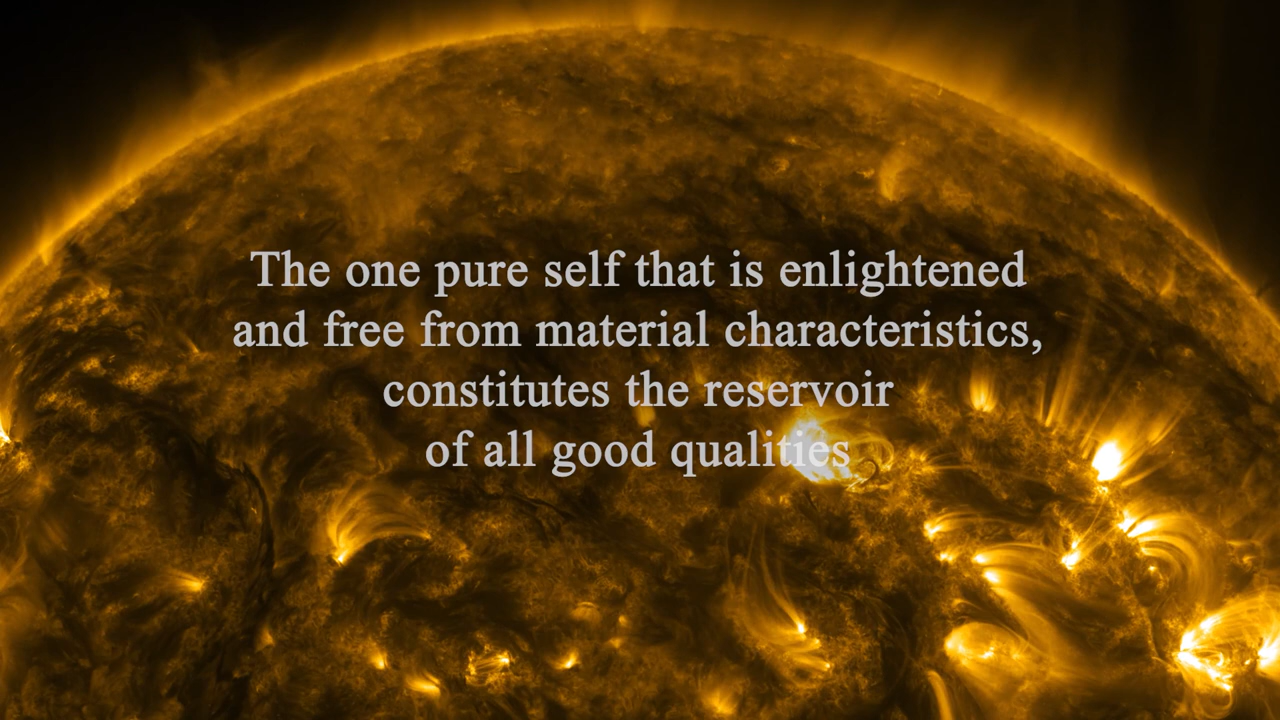 The one pure self that is enlightened
and free from material characteristics,
constitutes the reservoir
of all good qualities